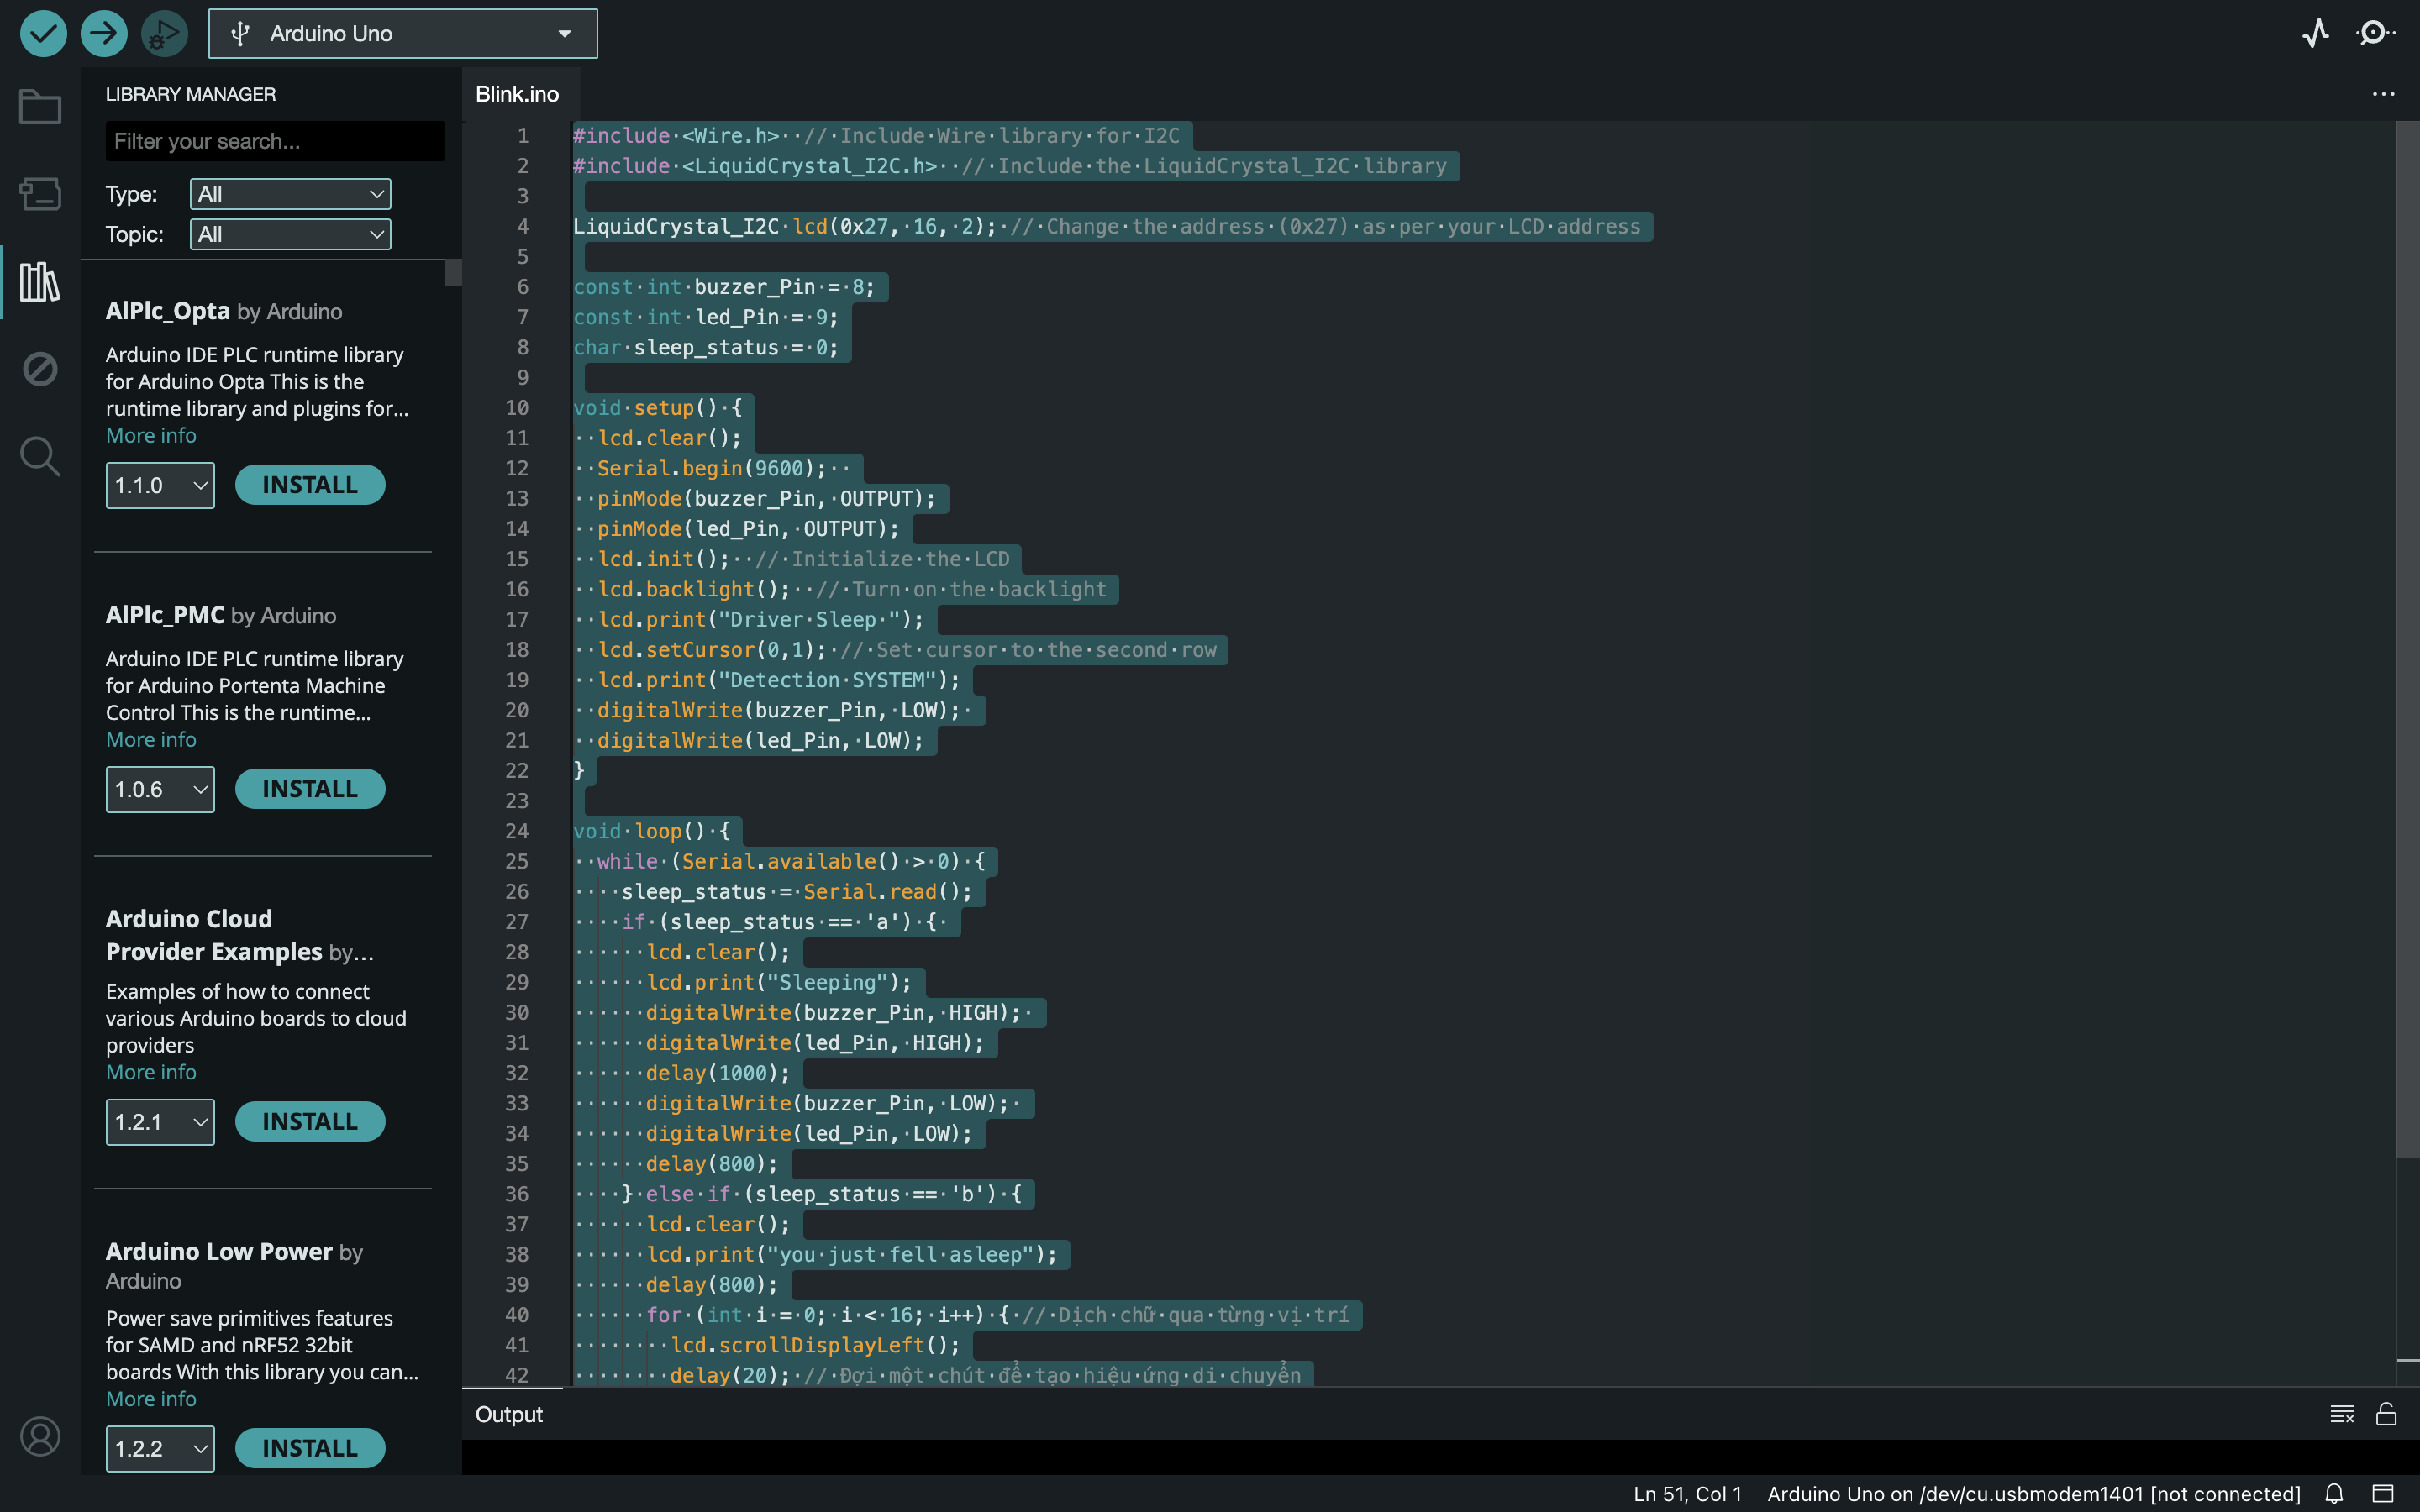 Arduino Uno
LIBRARY MANAGER
Filter your search...
Type: All
Topic: All
AlPlc_Opta by Arduino
Arduino IDE PLC runtime library
for Arduino Opta This is the
runtime library and plugins for...
More info
1.1.0 INSTALL
AlPlc_PMC by Arduino
Arduino IDE PLC runtime library
for Arduino Portenta Machine
Control This is the runtime...
More info
1.0.6 INSTALL
Arduino Cloud
Provider Examples by...
Examples of how to connect
various Arduino boards to cloud
providers
More info
1.2.1 INSTALL
Arduino Low Power by
Arduino
Power save primitives features
for SAMD and nRF52 32bit
boards With this library you can...
More info
1.2.2 INSTALL
Blink.ino
1 #include <Wire.h>  // Include Wire library for I2C
2 #include <LiquidCrystal_I2C.h>  // Include the LiquidCrystal_I2C library
3
4 LiquidCrystal_I2C lcd(0x27, 16, 2); // Change the address (0x27) as per your LCD address
5
6 const int buzzer_Pin = 8;
7 const int led_Pin = 9;
8 char sleep_status = 0;
9
10 void setup() {
11   lcd.clear();
12   Serial.begin(9600);
13   pinMode(buzzer_Pin, OUTPUT);
14   pinMode(led_Pin, OUTPUT);
15   lcd.init();  // Initialize the LCD
16   lcd.backlight();  // Turn on the backlight
17   lcd.print("Driver Sleep ");
18   lcd.setCursor(0,1); // Set cursor to the second row
19   lcd.print("Detection SYSTEM");
20   digitalWrite(buzzer_Pin, LOW);
21   digitalWrite(led_Pin, LOW);
22 }
23
24 void loop() {
25   while (Serial.available() > 0) {
26     sleep_status = Serial.read();
27     if (sleep_status == 'a') {
28       lcd.clear();
29       lcd.print("Sleeping");
30       digitalWrite(buzzer_Pin, HIGH);
31       digitalWrite(led_Pin, HIGH);
32       delay(1000);
33       digitalWrite(buzzer_Pin, LOW);
34       digitalWrite(led_Pin, LOW);
35       delay(800);
36     } else if (sleep_status == 'b') {
37       lcd.clear();
38       lcd.print("you just fell asleep");
39       delay(800);
40       for (int i = 0; i < 16; i++) { // Dịch chữ qua từng vị trí
41         lcd.scrollDisplayLeft();
42         delay(20); // Đợi một chút để tạo hiệu ứng di chuyển
Output
Ln 51, Col 1 Arduino Uno on /dev/cu.usbmodem1401 [not connected]